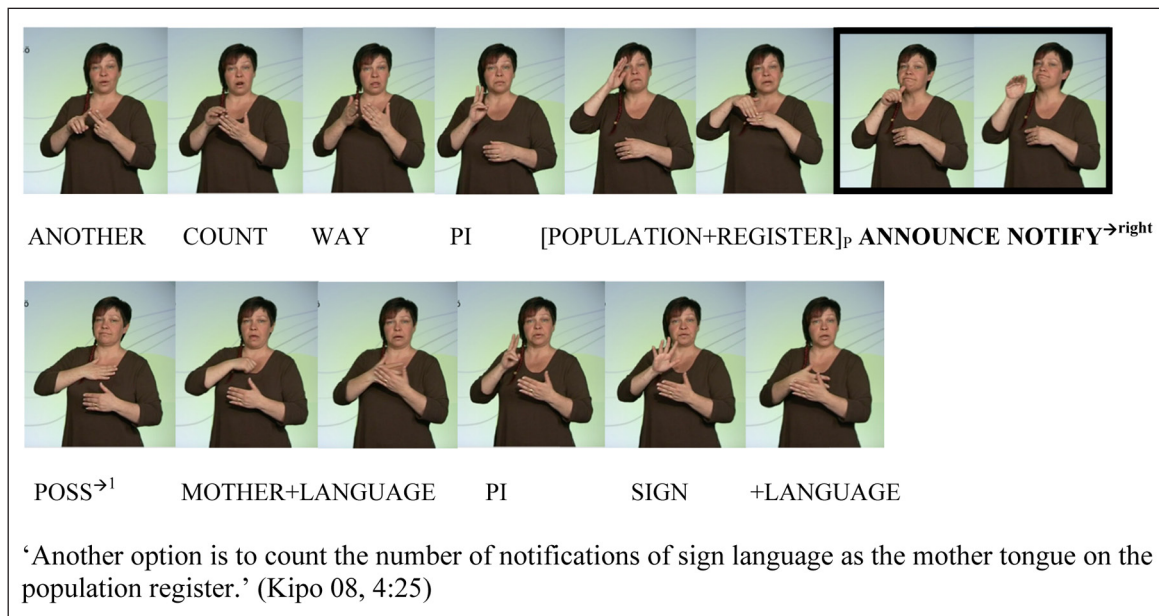 ANOTHER COUNT WAY PI [POPULATION+REGISTER]P ANNOUNCE NOTIFY→right
POSS→1 MOTHER+LANGUAGE PI SIGN +LANGUAGE
‘Another option is to count the number of notifications of sign language as the mother tongue on the
population register.’ (Kipo 08, 4:25)